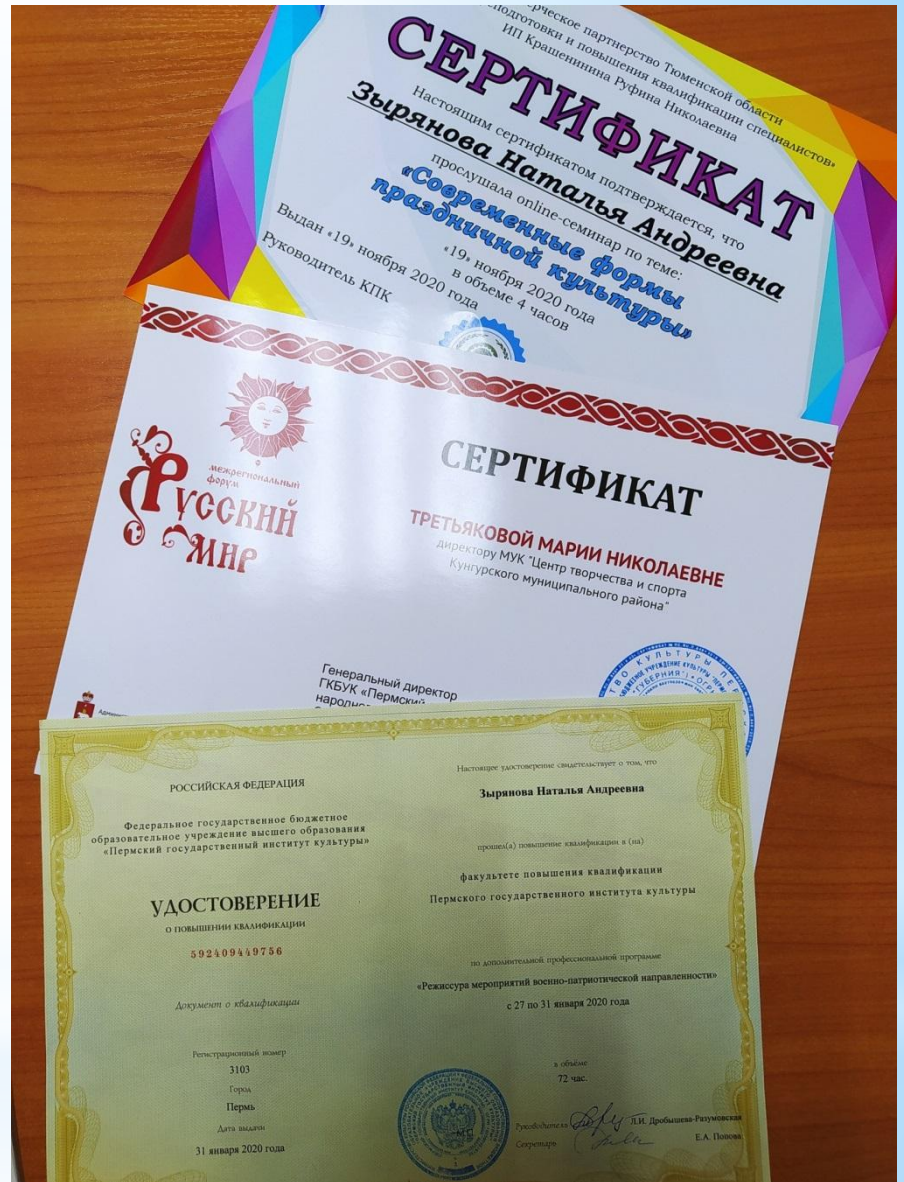 творческое партнерство Тюменской области
подготовки и повышения квалификации специалистов»
ИП Крашенинина Руфина Николаевна
СЕРТИФИКАТ
Настоящим сертификатом подтверждается, что
Зырянова Наталья Андреевна
прослушала online-семинар по теме:
«Современные формы
праздничной культуры»
«19» ноября 2020 года
в объеме 4 часов
Выдан «19» ноября 2020 года
Руководитель КПК
межрегиональный
форум
Русский
Мир
СЕРТИФИКАТ
ТРЕТЬЯКОВОЙ МАРИИ НИКОЛАЕВНЕ
директору МУК "Центр творчества и спорта
Кунгурского муниципального района"
Генеральный директор
ГКБУК «Пермский
РОССИЙСКАЯ ФЕДЕРАЦИЯ
Федеральное государственное бюджетное
образовательное учреждение высшего образования
«Пермский государственный институт культуры»
УДОСТОВЕРЕНИЕ
О ПОВЫШЕНИИ КВАЛИФИКАЦИИ
592409449756
Документ о квалификации
Регистрационный номер
3103
Город
Пермь
Дата выдачи
31 января 2020 года
Настоящее удостоверение свидетельствует о том, что
Зырянова Наталья Андреевна
прошел(а) повышение квалификации в (на)
факультете повышения квалификации
Пермского государственного института культуры
по дополнительной профессиональной программе
«Режиссура мероприятий военно-патриотической направленности»
с 27 по 31 января 2020 года
в объёме
72 час.
МП
Руководитель Л.И. Дробышева-Разумовская
Секретарь Е.А. Попова